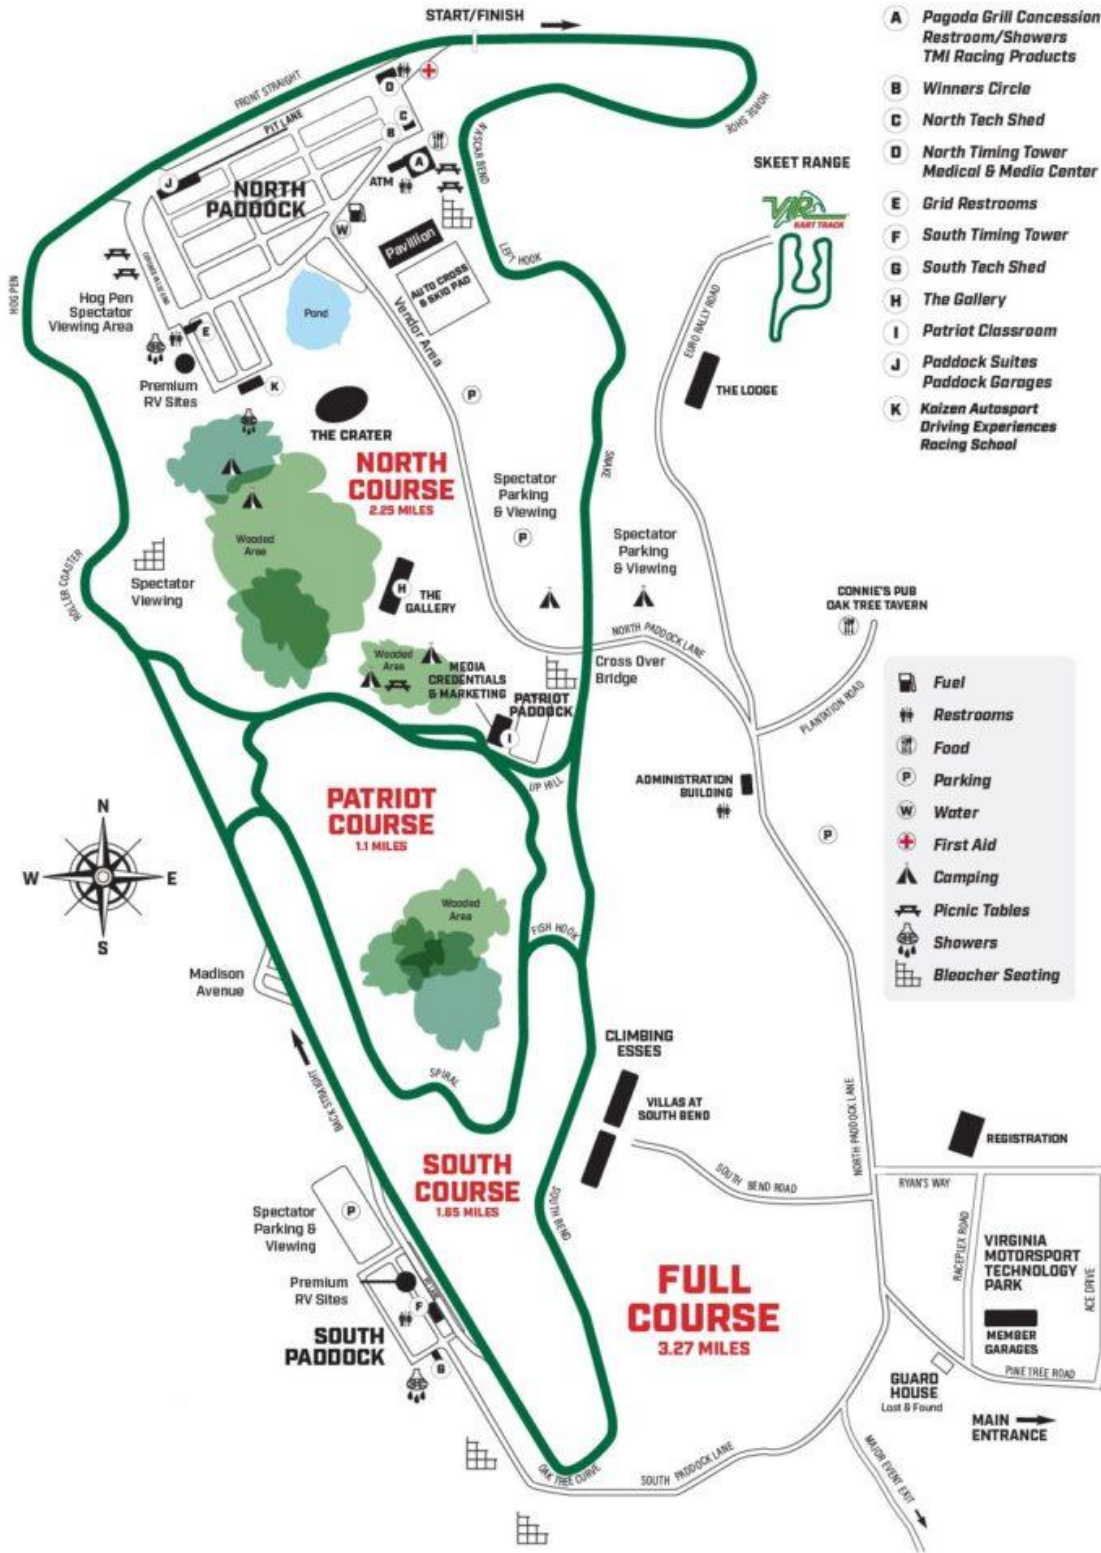 START/FINISH
FRONT STRAIGHT
PIT LANE
HORSE SHOE
NASCAR BEND
D
C
B
A
J
ATM
NORTH
PADDOCK
W
Pavillion
AUTO CROSS
& SKID PAD
LEFT HOOK
Vendor Area
HOG PEN
Hog Pen
Spectator
Viewing Area
E
Pond
Premium
RV Sites
K
THE CRATER
P
SKEET RANGE
VIR
KART TRACK
EURO RALLY ROAD
THE LODGE
A Pagoda Grill Concession
Restroom/Showers
TMI Racing Products
B Winners Circle
C North Tech Shed
D North Timing Tower
Medical & Media Center
E Grid Restrooms
F South Timing Tower
G South Tech Shed
H The Gallery
I Patriot Classroom
J Paddock Suites
Paddock Garages
K Kaizen Autosport
Driving Experiences
Racing School
NORTH
COURSE
2.25 MILES
SNAKE
Spectator
Parking
& Viewing
P
Spectator
Parking
& Viewing
Wooded
Area
ROLLER COASTER
Spectator
Viewing
H
THE
GALLERY
CONNIE'S PUB
OAK TREE TAVERN
NORTH PADDOCK LANE
Cross Over
Bridge
PLANTATION ROAD
Wooded
Area
MEDIA
CREDENTIALS
& MARKETING
PATRIOT
PADDOCK
I
UP HILL
ADMINISTRATION
BUILDING
P
Fuel
Restrooms
Food
P Parking
W Water
First Aid
Camping
Picnic Tables
Showers
Bleacher Seating
PATRIOT
COURSE
1.1 MILES
N
W
E
S
Wooded
Area
FISH HOOK
Madison
Avenue
BACK STRAIGHT
SPIRAL
CLIMBING
ESSES
VILLAS AT
SOUTH BEND
SOUTH BEND ROAD
NORTH PADDOCK LANE
REGISTRATION
RYAN'S WAY
SOUTH
COURSE
1.65 MILES
SOUTH BEND
Spectator
Parking &
Viewing
P
Premium
RV Sites
F
SOUTH
PADDOCK
G
FULL
COURSE
3.27 MILES
RACEPLEX ROAD
VIRGINIA
MOTORSPORT
TECHNOLOGY
PARK
ACE DRIVE
MEMBER
GARAGES
PINE TREE ROAD
GUARD
HOUSE
Lost & Found
MAIN
ENTRANCE
MAJOR EVENT EXIT
SOUTH PADDOCK LANE
OAK TREE CURVE